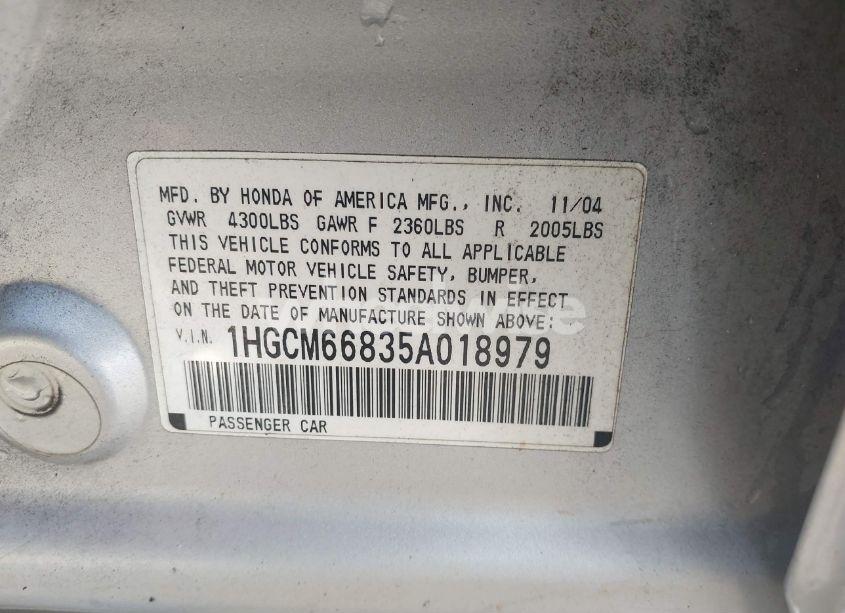 MFD. BY HONDA OF AMERICA MFG., INC. 11/04
GVWR 4300LBS GAWR F 2360LBS R 2005LBS
THIS VEHICLE CONFORMS TO ALL APPLICABLE
FEDERAL MOTOR VEHICLE SAFETY, BUMPER,
AND THEFT PREVENTION STANDARDS IN EFFECT
ON THE DATE OF MANUFACTURE SHOWN ABOVE:
V.I.N. 1HGCM66835A018979
PASSENGER CAR